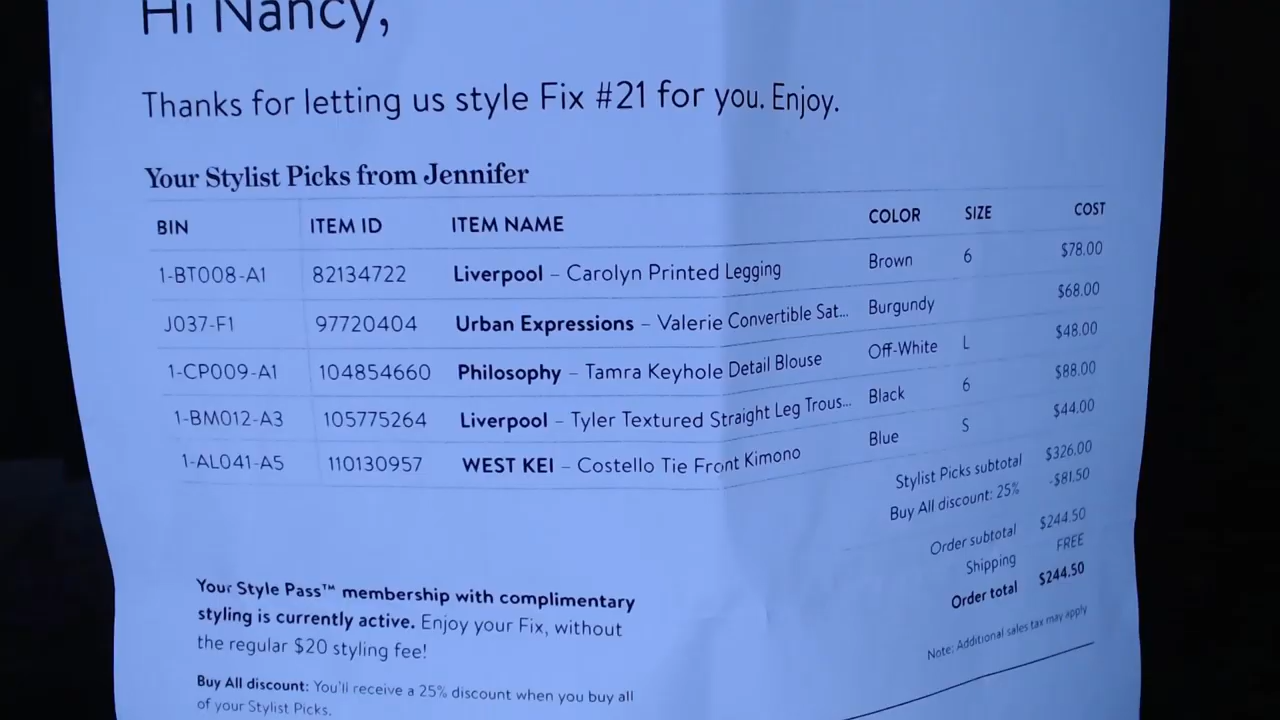 Hi Nancy,
Thanks for letting us style Fix #21 for you. Enjoy.
Your Stylist Picks from Jennifer
BIN ITEM ID ITEM NAME COLOR SIZE COST
1-BT008-A1 82134722 Liverpool – Carolyn Printed Legging Brown 6 $78.00
J037-F1 97720404 Urban Expressions – Valerie Convertible Sat... Burgundy $68.00
1-CP009-A1 104854660 Philosophy – Tamra Keyhole Detail Blouse Off-White L $48.00
1-BM012-A3 105775264 Liverpool – Tyler Textured Straight Leg Trous... Black 6 $88.00
1-AL041-A5 110130957 WEST KEI – Costello Tie Front Kimono Blue S $44.00
Stylist Picks subtotal $326.00
Buy All discount: 25% -$81.50
Order subtotal $244.50
Shipping FREE
Order total $244.50
Note: Additional sales tax may apply
Your Style Pass™ membership with complimentary
styling is currently active. Enjoy your Fix, without
the regular $20 styling fee!
Buy All discount: You'll receive a 25% discount when you buy all
of your Stylist Picks.